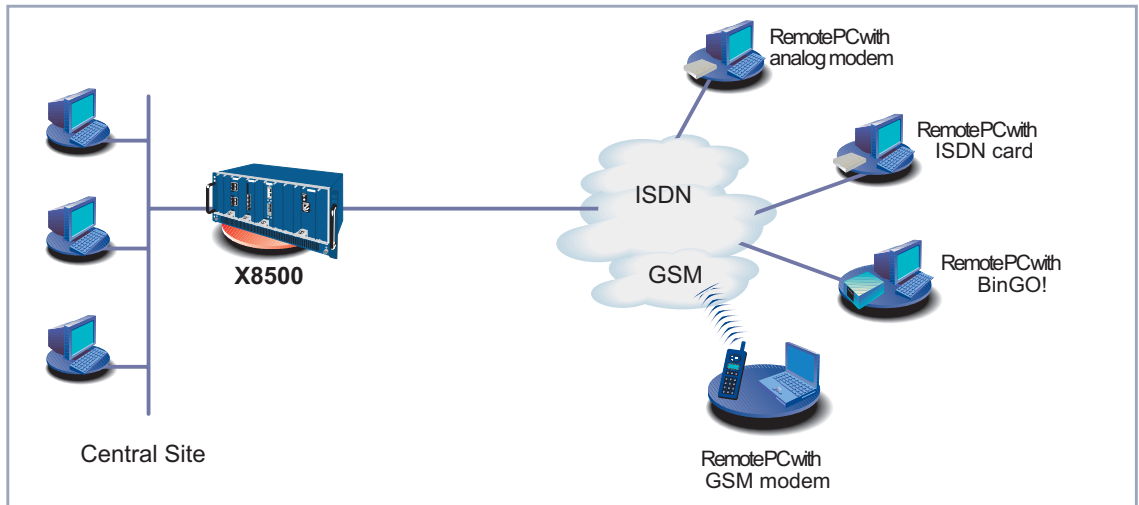 RemotePCwith
analog modem
RemotePCwith
ISDN card
ISDN
RemotePCwith
BinGO!
GSM
X8500
Central Site
RemotePCwith
GSM modem